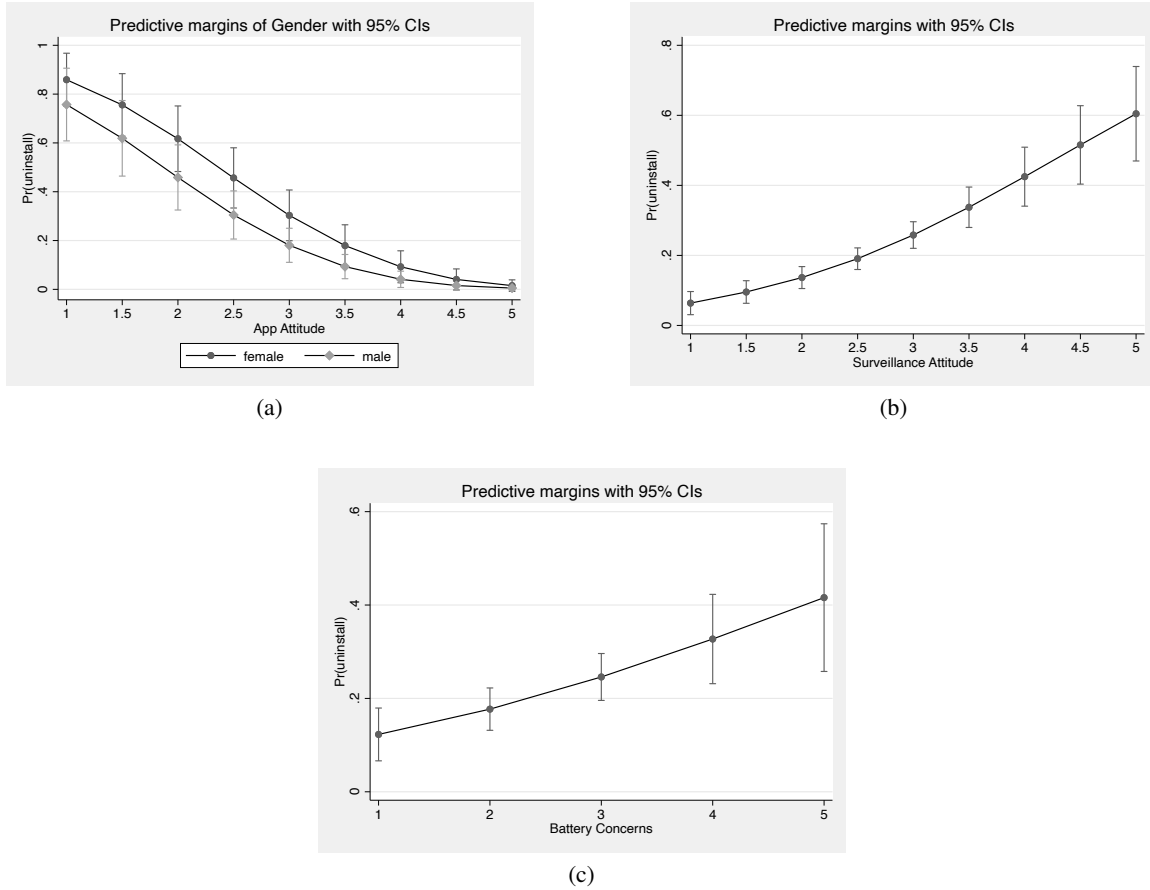 Predictive margins of Gender with 95% CIs
Pr(uninstall)
1
.8
.6
.4
.2
0
1 1.5 2 2.5 3 3.5 4 4.5 5
App Attitude
female male
(a)
Predictive margins with 95% CIs
Pr(uninstall)
.8
.6
.4
.2
0
1 1.5 2 2.5 3 3.5 4 4.5 5
Surveillance Attitude
(b)
Predictive margins with 95% CIs
Pr(uninstall)
.6
.4
.2
0
1 2 3 4 5
Battery Concerns
(c)